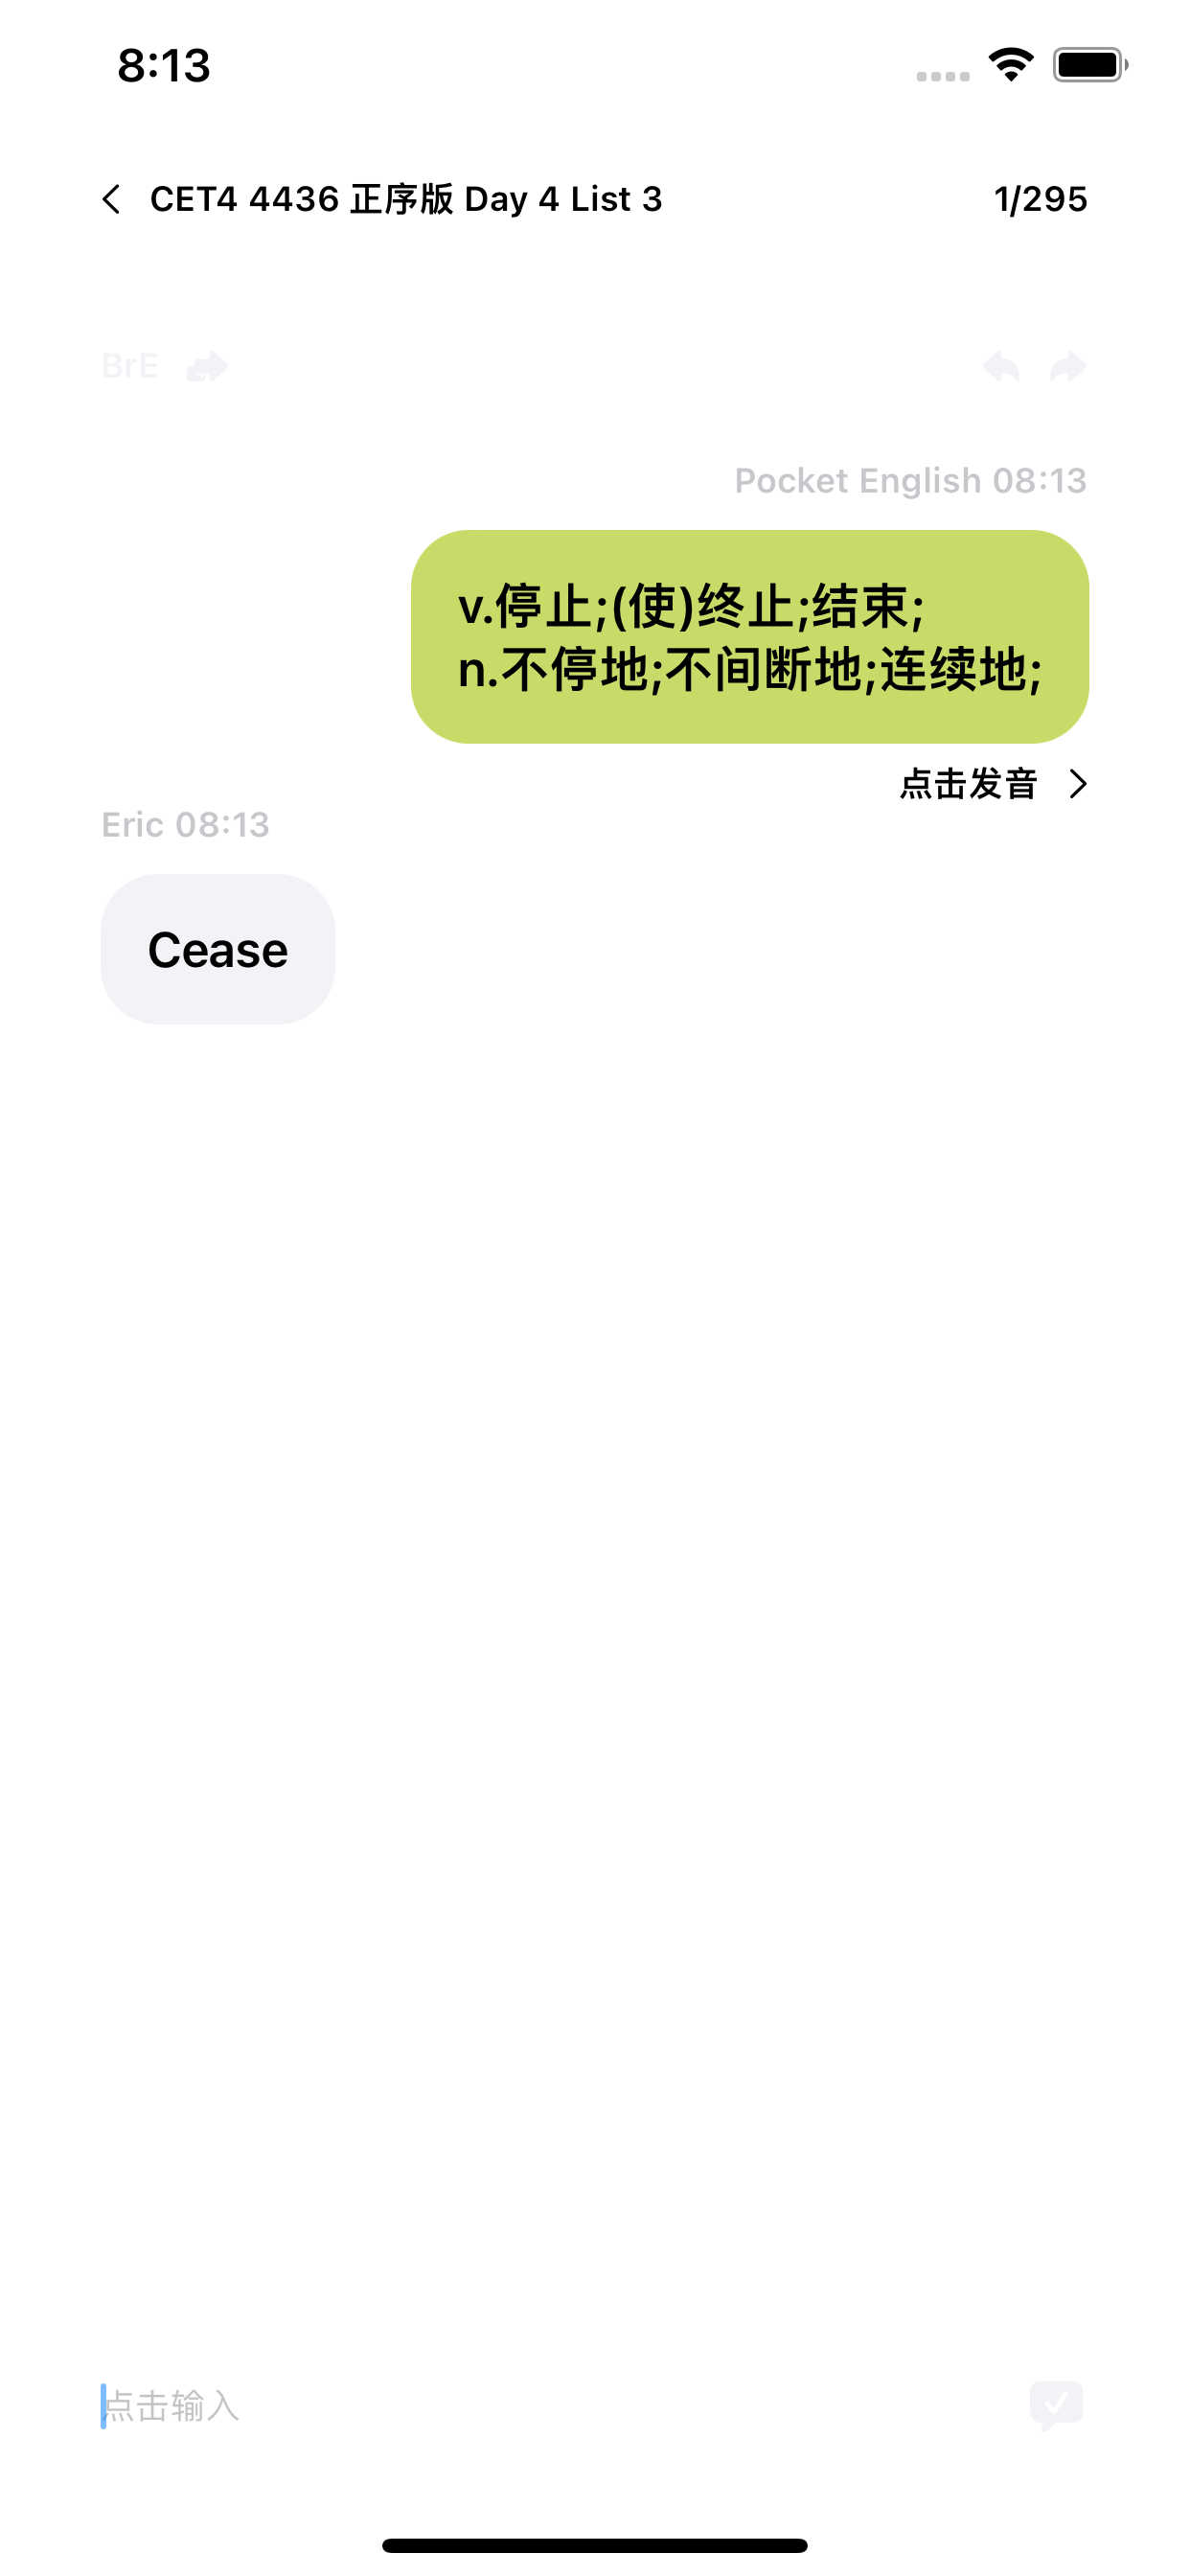 8:13
CET4 4436 正序版 Day 4 List 3 1/295
BrE
Pocket English 08:13
v.停止;(使)终止;结束;
n.不停地;不间断地;连续地;
点击发音
Eric 08:13
Cease
点击输入